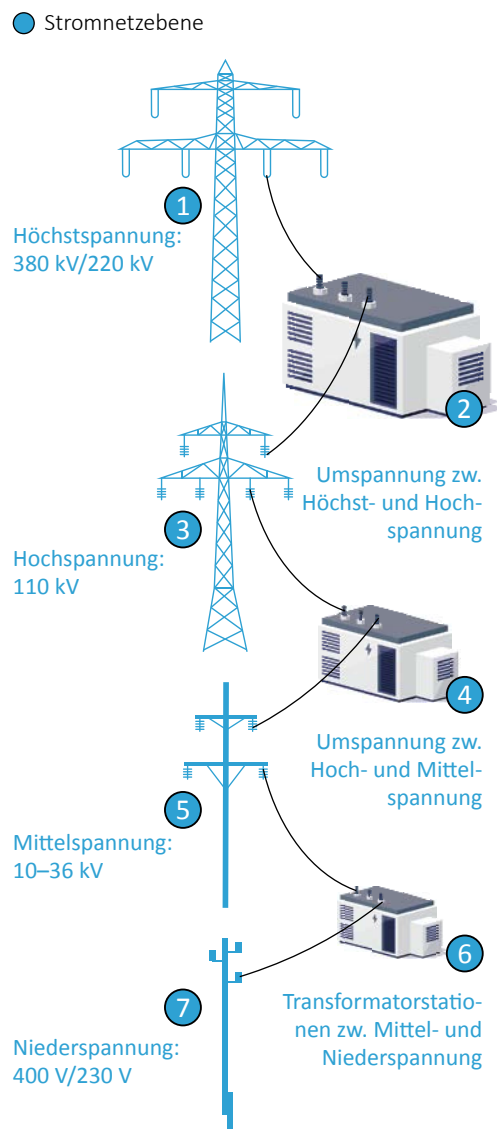 Stromnetzebene
1
Höchstspannung:
380 kV/220 kV
2
Umspannung zw.
Höchst- und Hoch-
spannung
3
Hochspannung:
110 kV
4
Umspannung zw.
Hoch- und Mittel-
spannung
5
Mittelspannung:
10–36 kV
6
Transformatorstatio-
nen zw. Mittel- und
Niederspannung
7
Niederspannung:
400 V/230 V